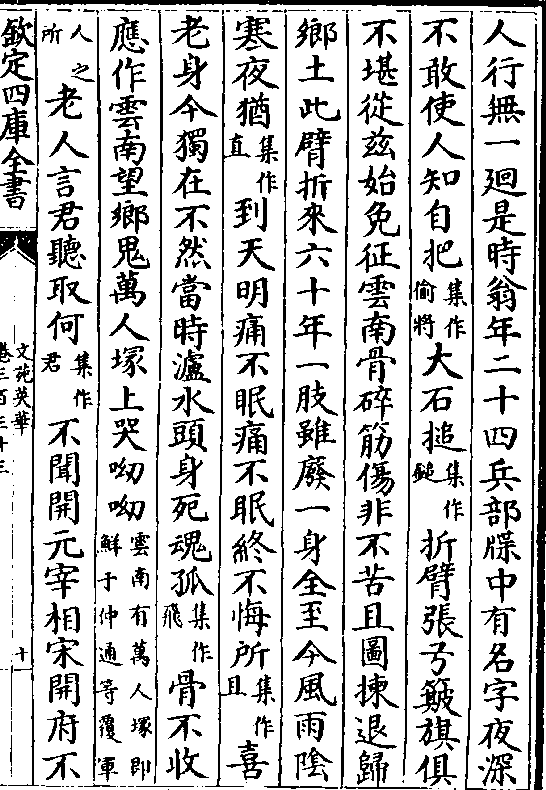 人行無一廻是時翁年二十四兵部牒中有名字夜深
不敢使人知自把集作偷將大石搥集作鎚折臂張弓簸旗俱
不堪從兹始免征雲南骨碎筋傷非不苦且圖揀退歸
鄉土此臂折來六十年一肢雖廢一身全至今風雨陰
寒夜猶集作直到天明痛不眠痛不眠終不悔所集作且喜
老身今獨在不然當時瀘水頭身死魂孤集作飛骨不收
應作雲南望鄉鬼萬人塚上哭呦呦雲南有萬人塚即鮮于仲通等覆軍
人之所老人言君聽取何集作君不聞開元宰相宋開府不
欽定四庫全書
文苑英華
卷三百三十三
十一